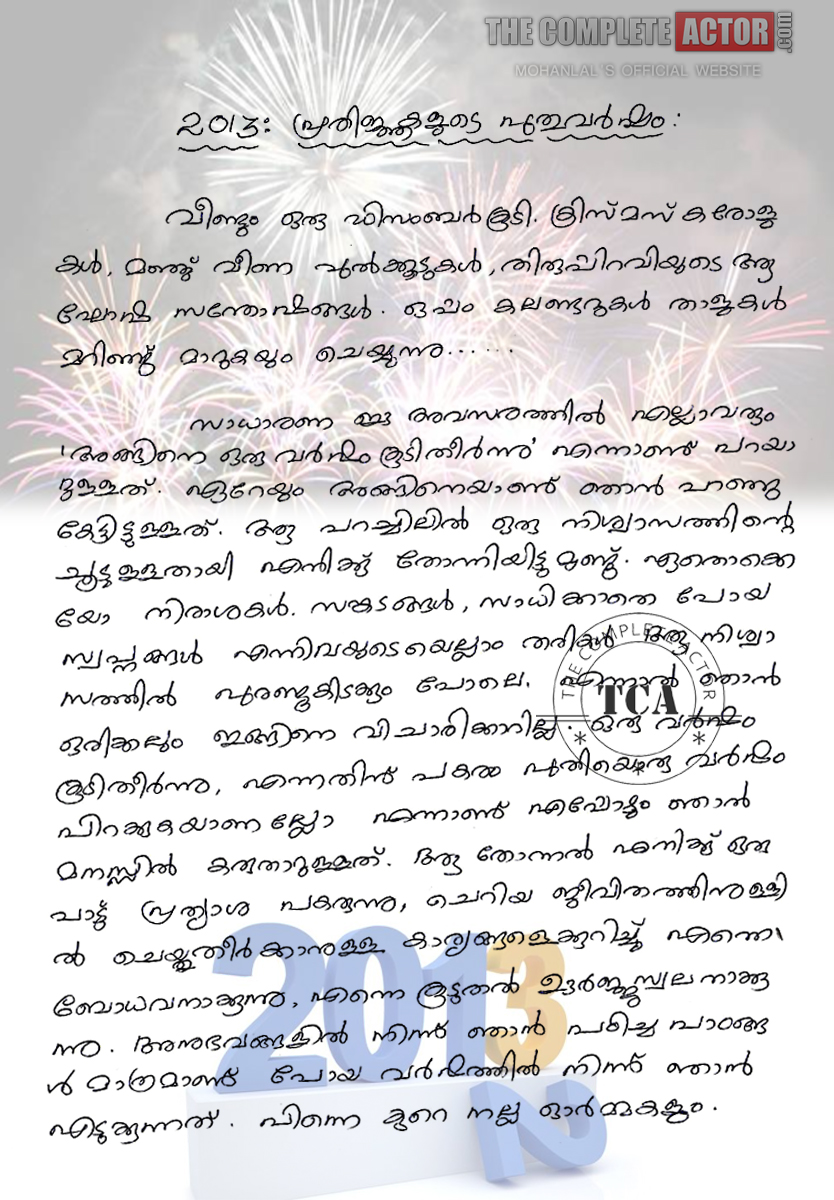 THE COMPLETE ACTOR.com
MOHANLAL'S OFFICIAL WEBSITE
2013: പ്രതിജ്ഞകളുടെ പുതുവർഷം:
വീണ്ടും ഒരു ഡിസംബർകൂടി. ക്രിസ്മസ് കരോളു
കൾ, മഞ്ഞു വീണ പുൽക്കൂടുകൾ, തിരുപ്പിറവിയുടെ ആ
ഘോഷ സന്തോഷങ്ങൾ. ഒപ്പം കലണ്ടറുകൾ താളുകൾ
മറിഞ്ഞ് മാറുകയും ചെയ്യുന്നു......
സാധാരണ ഈ അവസരത്തിൽ എല്ലാവരും
'അങ്ങിനെ ഒരു വർഷം കൂടിതീർന്നു' എന്നാണ് പറയാ
റുള്ളത്. ഏറേയും അങ്ങിനെയാണ് ഞാൻ പറഞ്ഞു
കേട്ടിട്ടുള്ളത്. ആ പറച്ചിലിൽ ഒരു നിശ്വാസത്തിന്റെ
ചൂടുള്ളതായി എനിക്ക് തോന്നിയിട്ടുമുണ്ട്. ഏതൊക്കെ
യോ നിരാശകൾ. സങ്കടങ്ങൾ, സാധിക്കാതെ പോയ
സ്വപ്നങ്ങൾ എന്നിവയുടെയെല്ലാം തരികൾ ആ നിശ്വാ
സത്തിൽ പുരണ്ടുകിടക്കും പോലെ. എന്നാൽ ഞാൻ
ഒരിക്കലും ഇങ്ങിനെ വിചാരിക്കാറില്ല. ഒരു വർഷം
കൂടിതീർന്നു, എന്നതിന് പകരം പുതിയൊരു വർഷം
പിറക്കുകയാണല്ലോ എന്നാണ് എപ്പോഴും ഞാൻ
മനസ്സിൽ കരുതാറുള്ളത്. ആ തോന്നൽ എനിക്ക് ഒരു
പാട് പ്രത്യാശ പകരുന്നു, ചെറിയ ജീവിതത്തിനുള്ളി
ൽ ചെയ്തുതീർക്കാനുള്ള കാര്യങ്ങളെക്കുറിച്ച് എന്നെ
ബോധവനാക്കുന്നു, എന്നെ കൂടുതൽ ഊർജ്ജസ്വലനാക്കു
ന്നു. അനുഭവങ്ങളിൽ നിന്ന് ഞാൻ പഠിച്ച പാഠങ്ങ
ൾ മാത്രമാണ് പോയ വർഷത്തിൽ നിന്ന് ഞാൻ
എടുക്കുന്നത്. പിന്നെ കുറെ നല്ല ഓർമ്മകളും.
THE COMPLETE ACTOR
TCA
2013
2